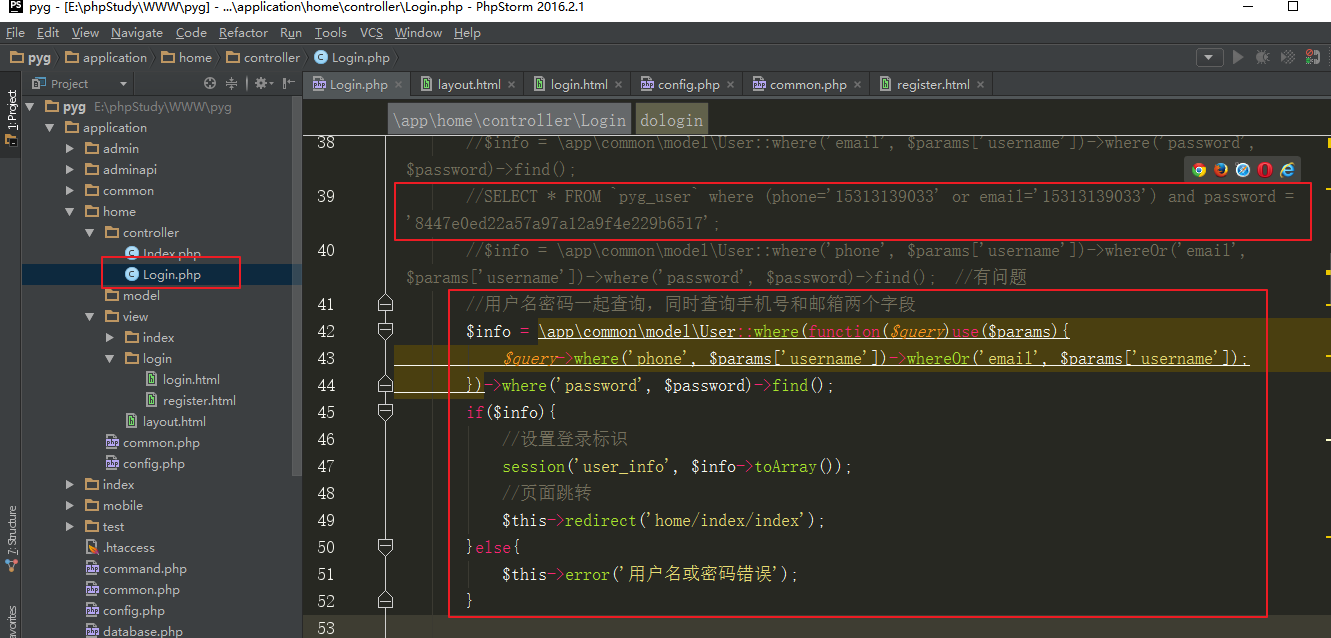 pyg - [E:\phpStudy\WWW\pyg] - ...\application\home\controller\Login.php - PhpStorm 2016.2.1
File Edit View Navigate Code Refactor Run Tools VCS Window Help
pyg application home controller Login.php
Project
Login.php layout.html login.html config.php common.php register.html
1: Project
7: Structure
pyg E:\phpStudy\WWW\pyg
application
admin
adminapi
common
home
controller
Index.php
Login.php
model
view
index
login
login.html
register.html
layout.html
common.php
config.php
index
mobile
test
.htaccess
command.php
common.php
config.php
database.php
\app\home\controller\Login dologin
38 //$info = \app\common\model\User::where('email', $params['username'])->where('password',
$password)->find();
39 //SELECT * FROM `pyg_user` where (phone='15313139033' or email='15313139033') and password =
'8447e0ed22a57a97a12a9f4e229b6517';
40 //$info = \app\common\model\User::where('phone', $params['username'])->whereOr('email',
$params['username'])->where('password', $password)->find(); //有问题
41 //用户名密码一起查询，同时查询手机号和邮箱两个字段
42 $info = \app\common\model\User::where(function($query)use($params){
43 $query->where('phone', $params['username'])->whereOr('email', $params['username']);
44 })->where('password', $password)->find();
45 if($info){
46 //设置登录标识
47 session('user_info', $info->toArray());
48 //页面跳转
49 $this->redirect('home/index/index');
50 }else{
51 $this->error('用户名或密码错误');
52 }
53